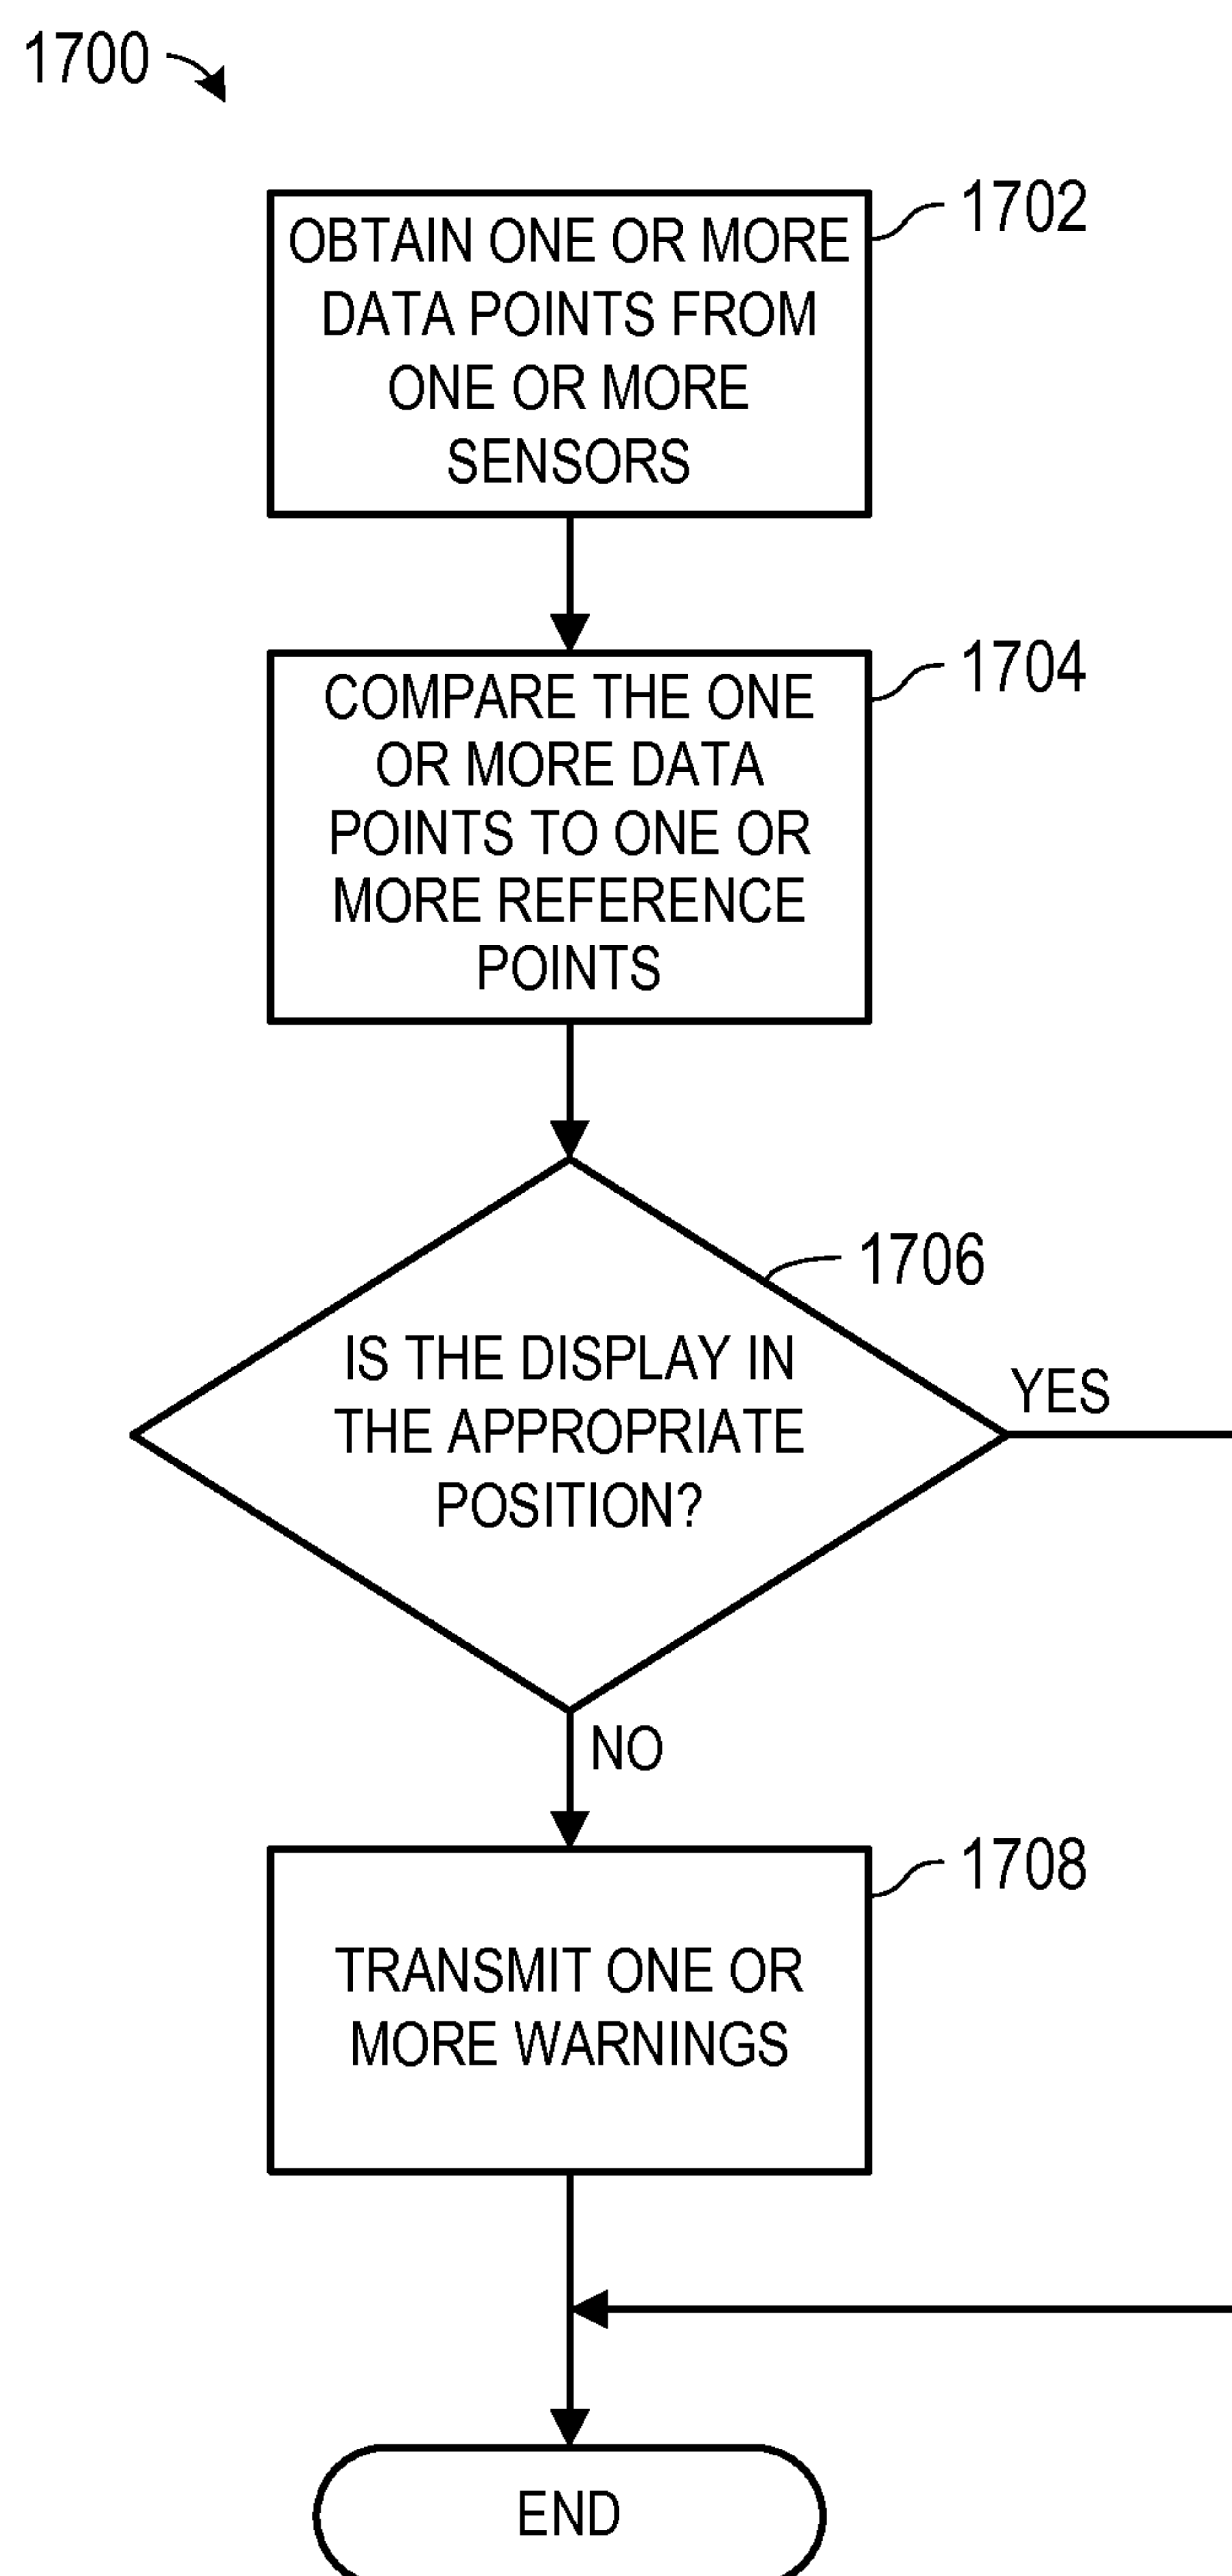 1700
1702
OBTAIN ONE OR MORE
DATA POINTS FROM
ONE OR MORE
SENSORS
1704
COMPARE THE ONE
OR MORE DATA
POINTS TO ONE OR
MORE REFERENCE
POINTS
1706
IS THE DISPLAY IN
THE APPROPRIATE
POSITION?
YES
NO
1708
TRANSMIT ONE OR
MORE WARNINGS
END